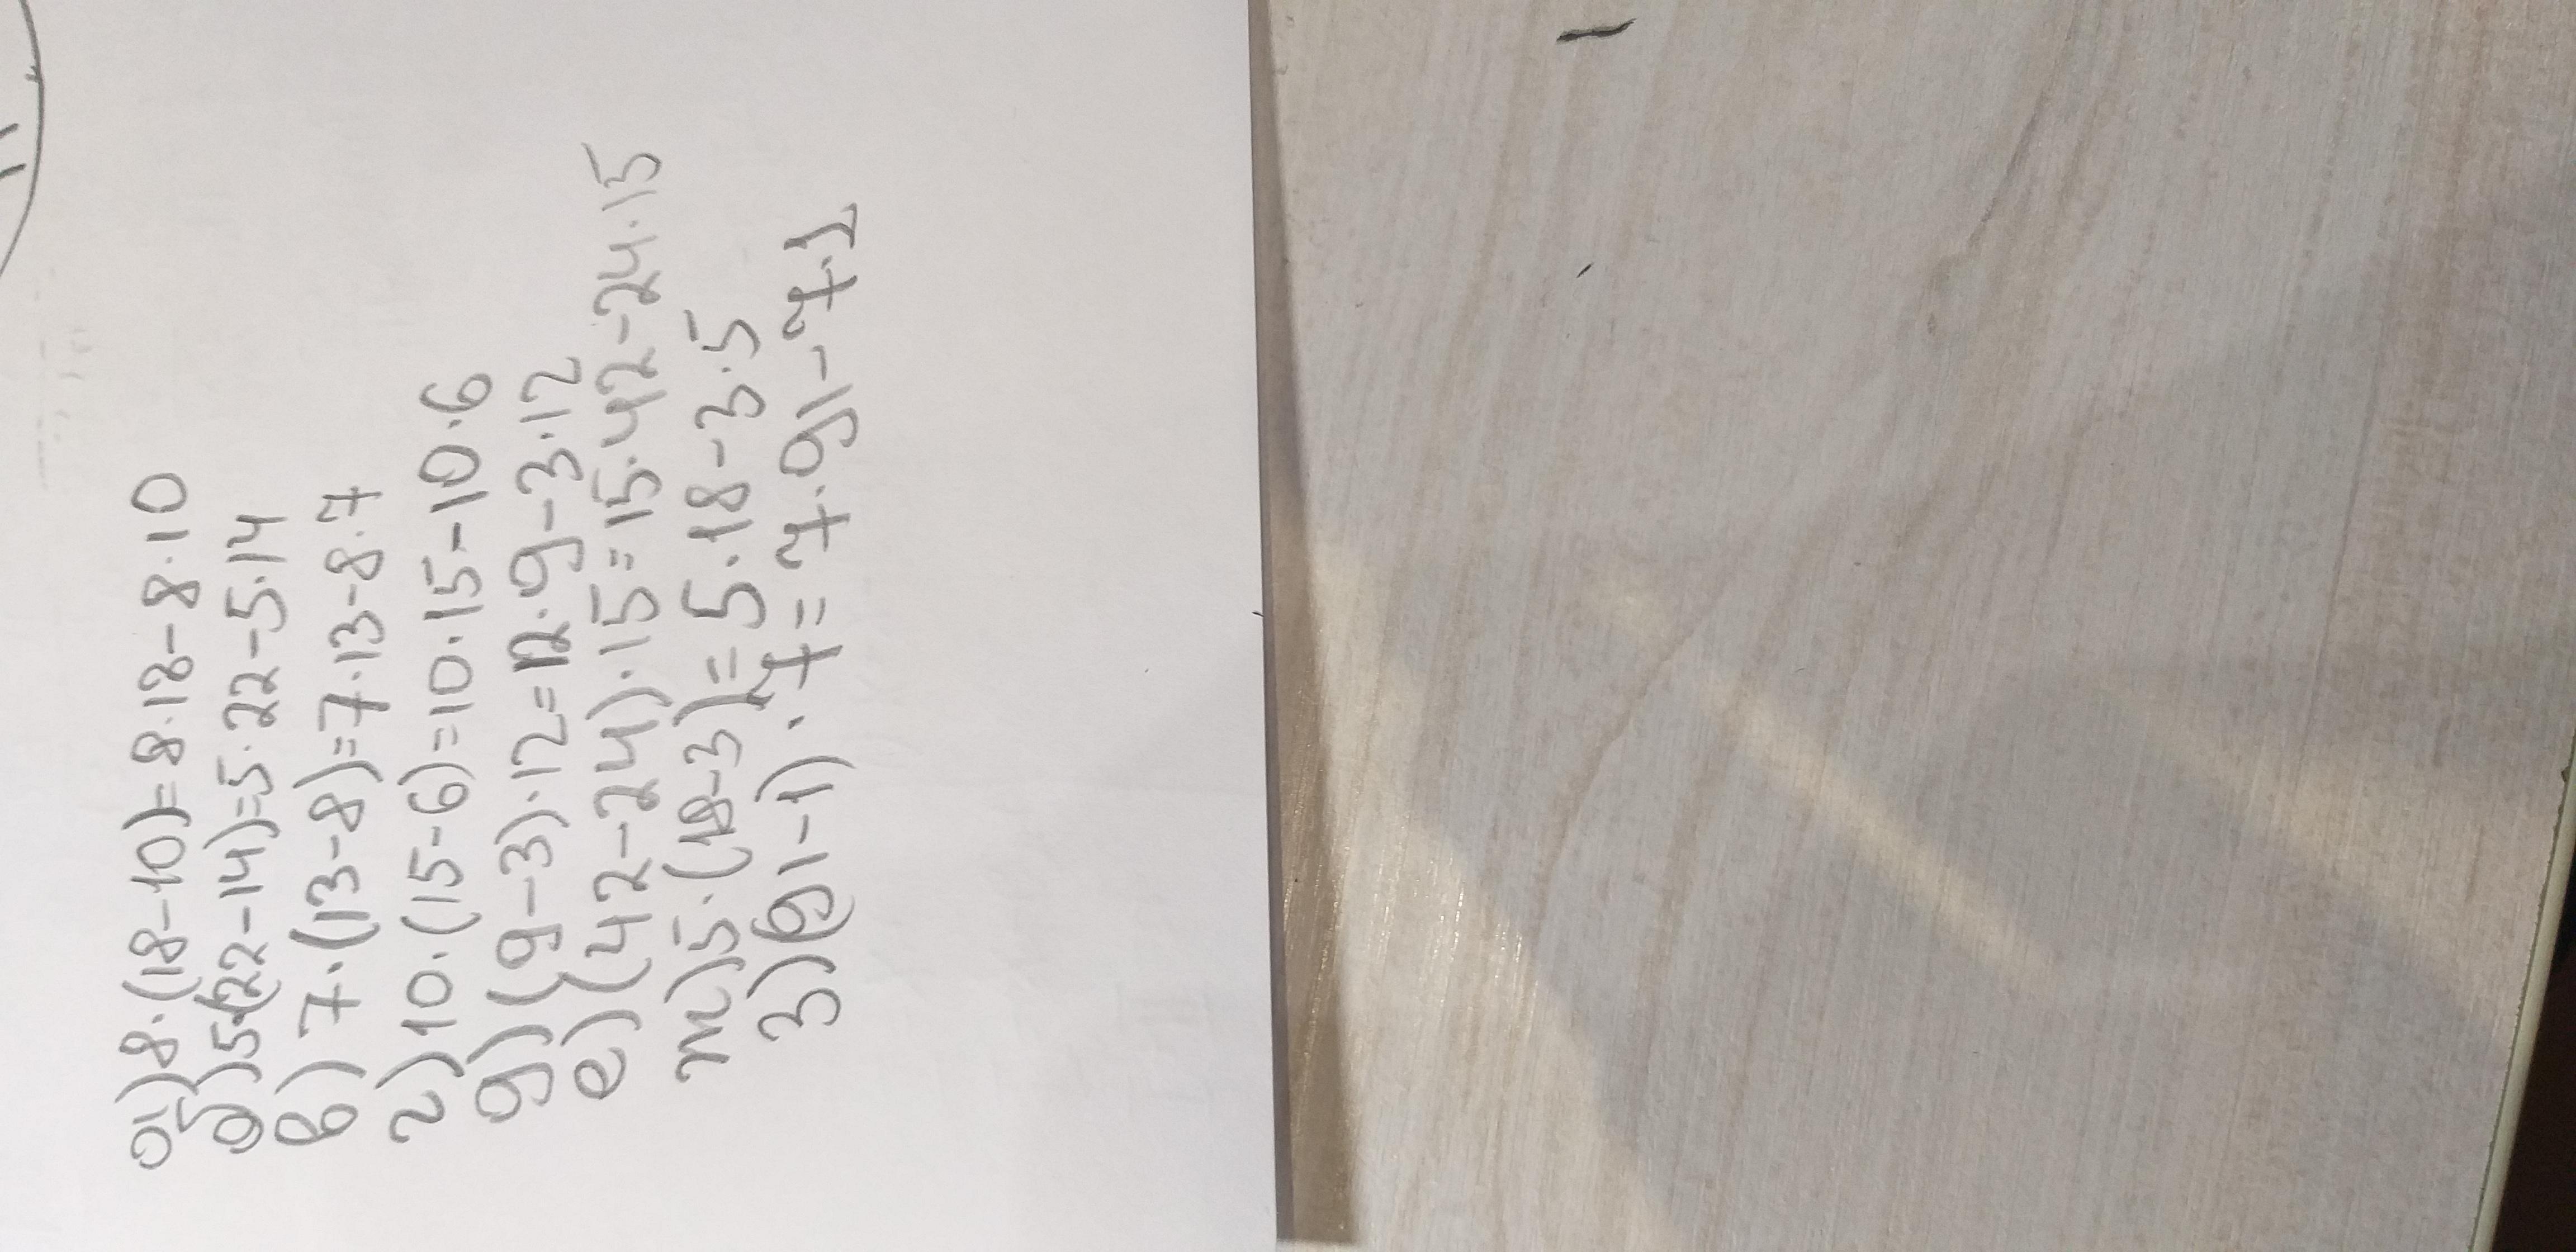 а) 8·(18-10)=8·18-8·10
б) 5·(22-14)=5·22-5·14
в) 7·(13-8)=7·13-8·7
г) 10·(15-6)=10·15-10·6
д) (9-3)·12=12·9-3·12
е) (42-24)·15=15·42-24·15
ж) 5·(18-3)=5·18-3·5
з) (91-1)·7=7·91-7·1